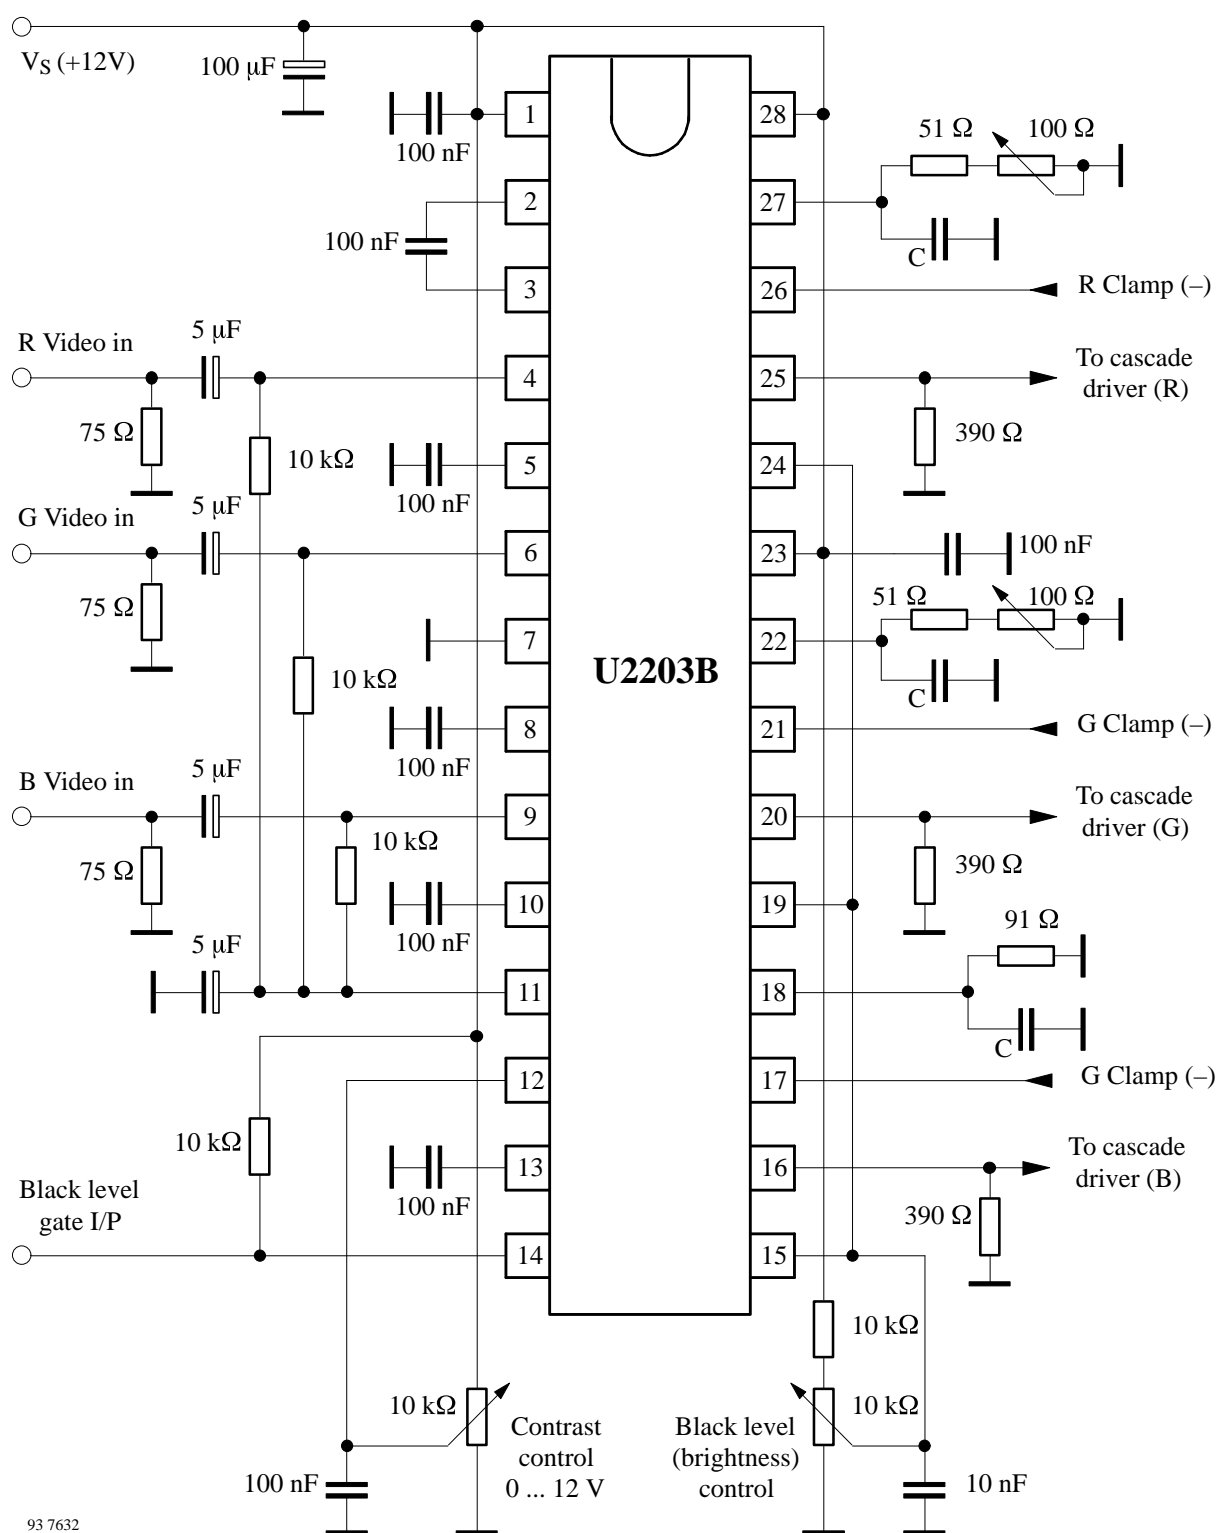 V_S (+12V)
100 µF
1
28
100 nF
51 Ω
100 Ω
2
27
100 nF
C
3
26
R Clamp (–)
R Video in
5 µF
4
25
To cascade
driver (R)
75 Ω
10 kΩ
390 Ω
5
24
100 nF
G Video in
5 µF
6
23
100 nF
75 Ω
51 Ω
100 Ω
7
22
U2203B
10 kΩ
C
8
21
G Clamp (–)
100 nF
B Video in
5 µF
9
20
To cascade
driver (G)
10 kΩ
75 Ω
390 Ω
10
19
100 nF
5 µF
91 Ω
11
18
C
12
17
G Clamp (–)
10 kΩ
13
16
To cascade
driver (B)
100 nF
Black level
gate I/P
390 Ω
14
15
10 kΩ
10 kΩ
10 kΩ
Contrast
control
0 ... 12 V
Black level
(brightness)
control
100 nF
10 nF
93 7632